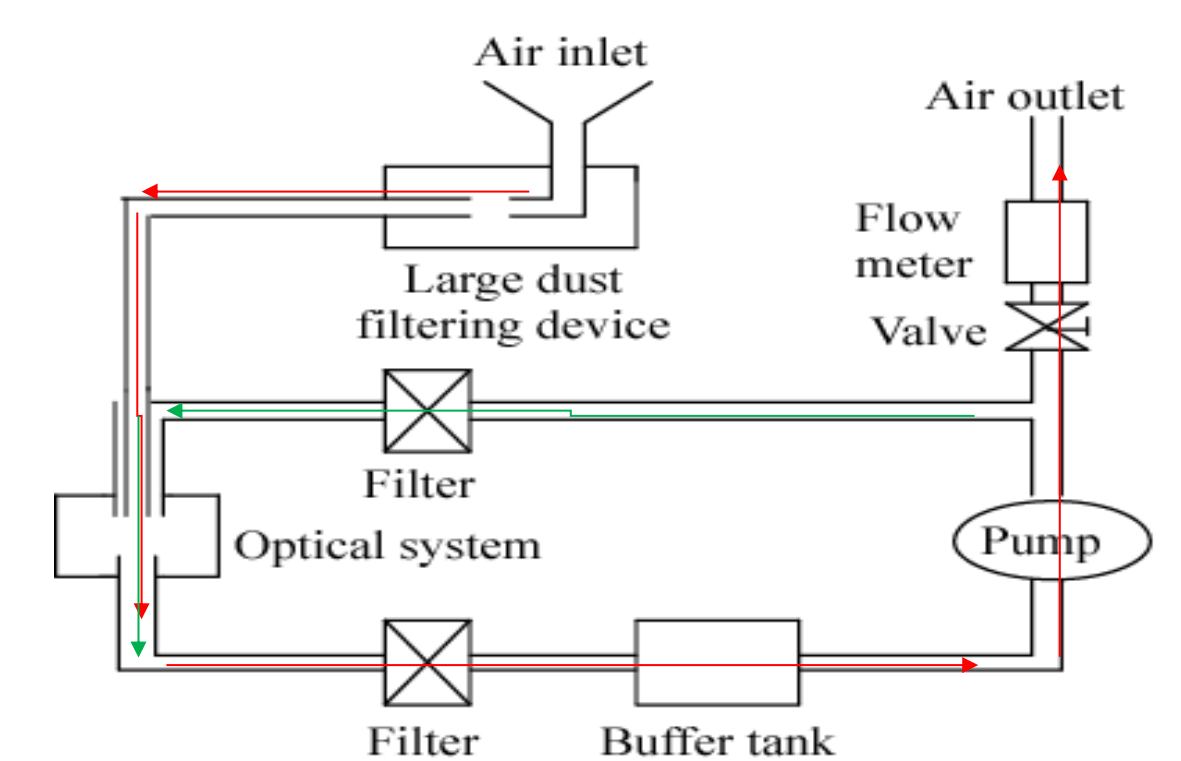 Air inlet
Air outlet
Large dust
filtering device
Flow
meter
Valve
Filter
Optical system
Pump
Filter
Buffer tank